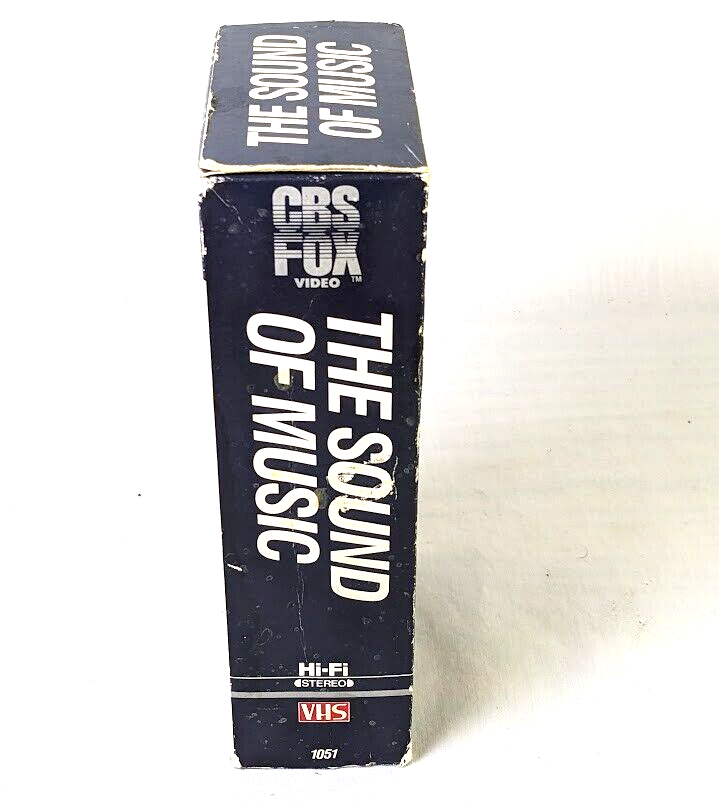 THE SOUND
OF MUSIC
CBS
FOX
VIDEO ™
THE SOUND
OF MUSIC
Hi-Fi
STEREO
VHS
1051